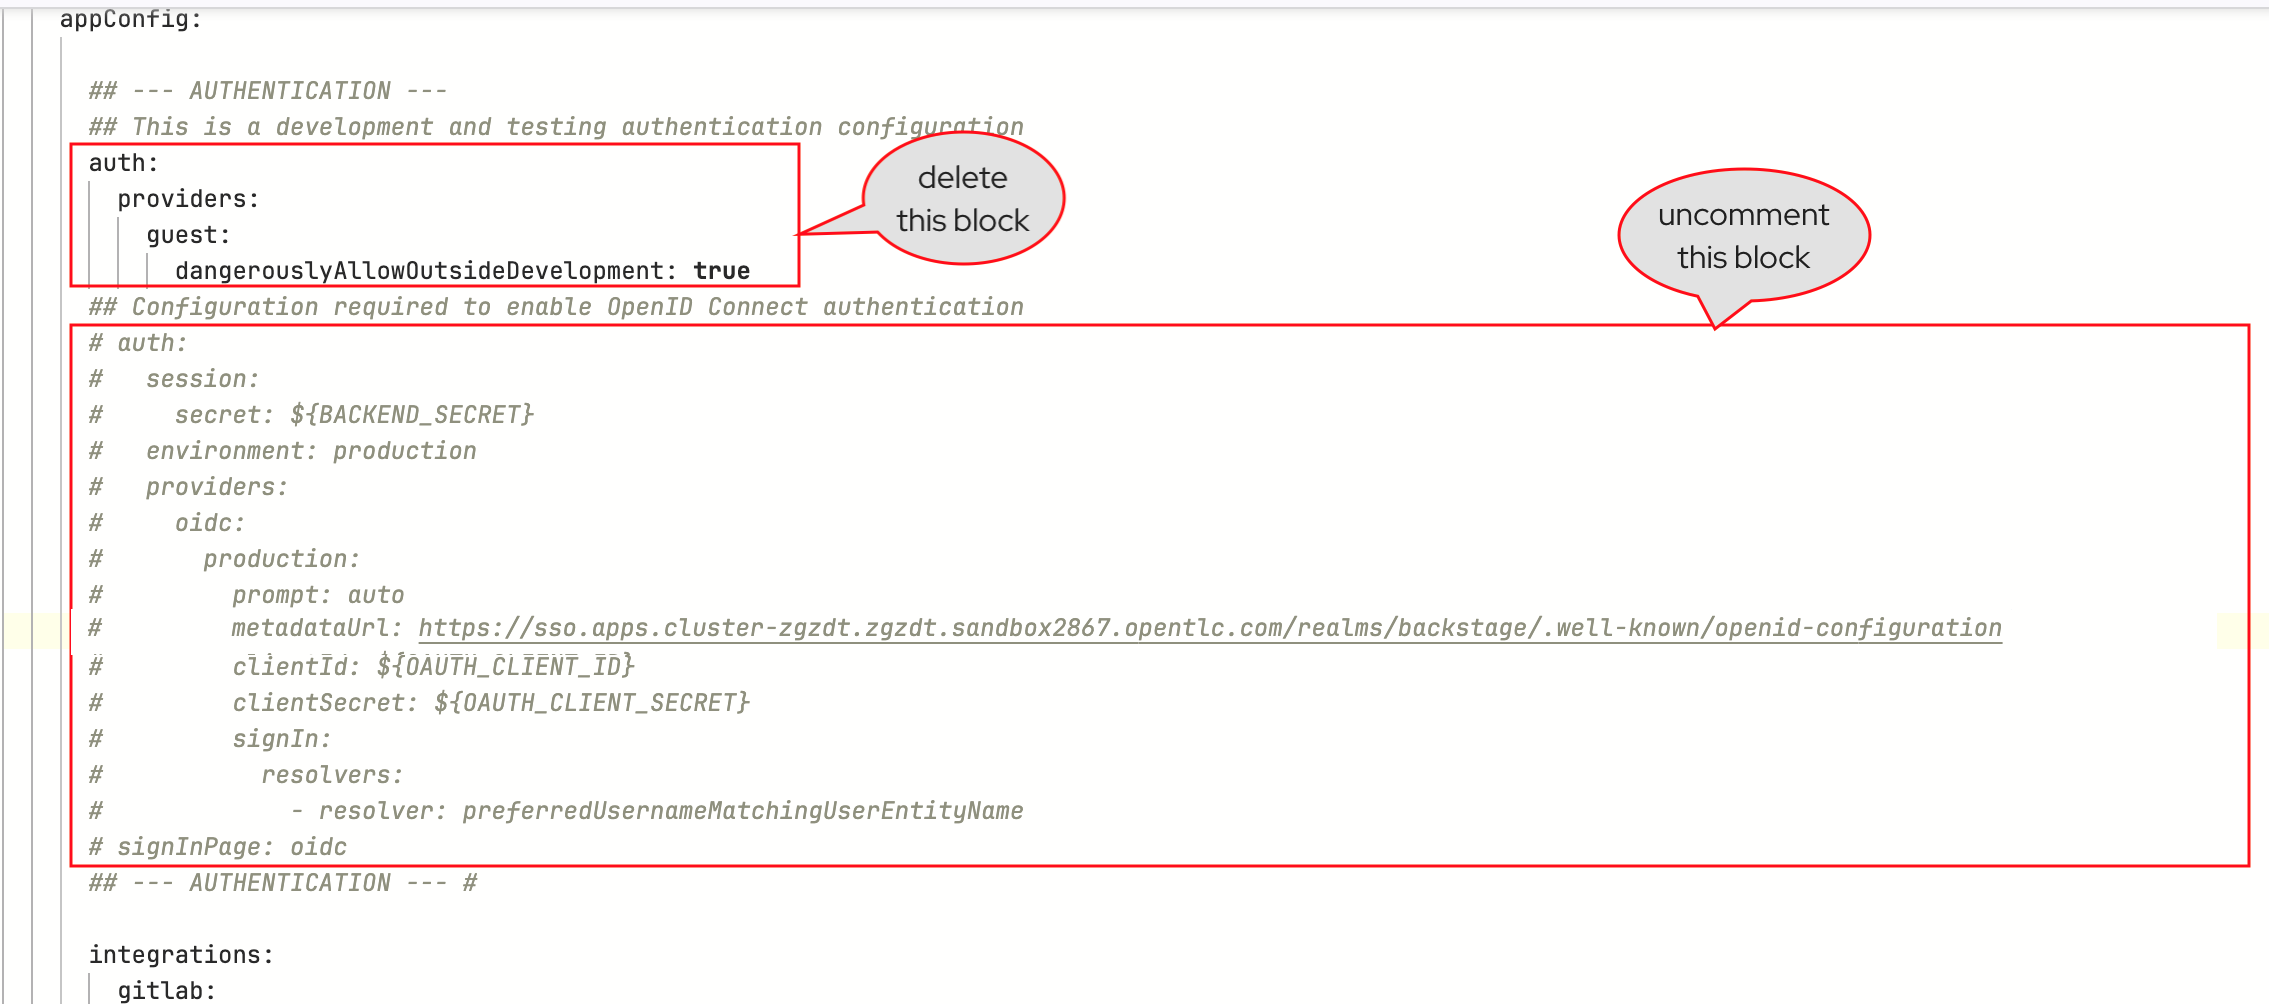 appConfig:
## --- AUTHENTICATION ---
## This is a development and testing authentication configuration
auth:
providers:
guest:
dangerouslyAllowOutsideDevelopment: true
delete
this block
uncomment
this block
## Configuration required to enable OpenID Connect authentication
# auth:
#   session:
#     secret: ${BACKEND_SECRET}
#   environment: production
#   providers:
#     oidc:
#       production:
#         prompt: auto
#         metadataUrl: https://sso.apps.cluster-zgzdt.zgzdt.sandbox2867.opentlc.com/realms/backstage/.well-known/openid-configuration
#         clientId: ${OAUTH_CLIENT_ID}
#         clientSecret: ${OAUTH_CLIENT_SECRET}
#         signIn:
#           resolvers:
#             - resolver: preferredUsernameMatchingUserEntityName
# signInPage: oidc
## --- AUTHENTICATION --- #
integrations:
gitlab: